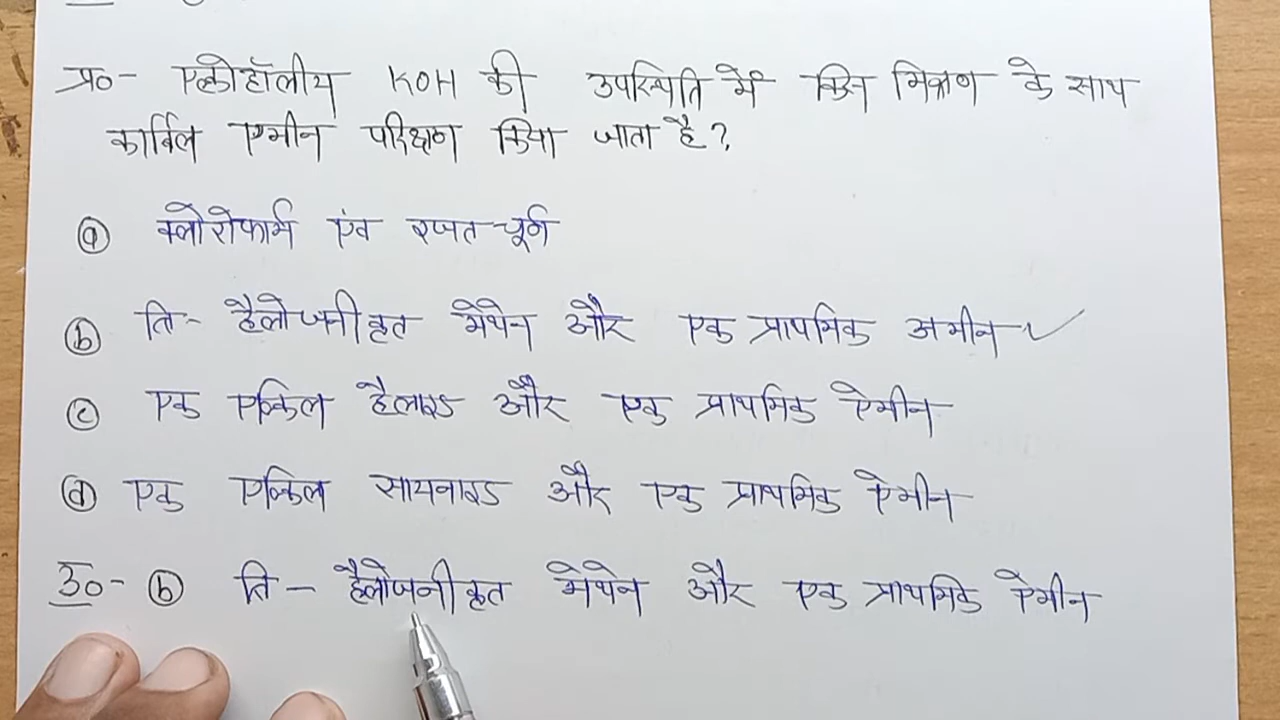 प्र०- एल्कोहॉलीय KOH की उपस्थिति में किस मिश्रण के साथ
कार्बिल एमीन परिक्षण किया जाता है?
(a) क्लोरोफार्म एंव रजत-चूर्ण
(b) त्रि- हैलोजनीकृत मेथेन और एक प्राथमिक अमीन ✓
(c) एक एल्किल हैलाइड और एक प्राथमिक ऐमीन
(d) एक एल्किल सायनाइड और एक प्राथमिक ऐमीन
उ०- (b) त्रि- हैलोजनीकृत मेथेन और एक प्राथमिक ऐमीन